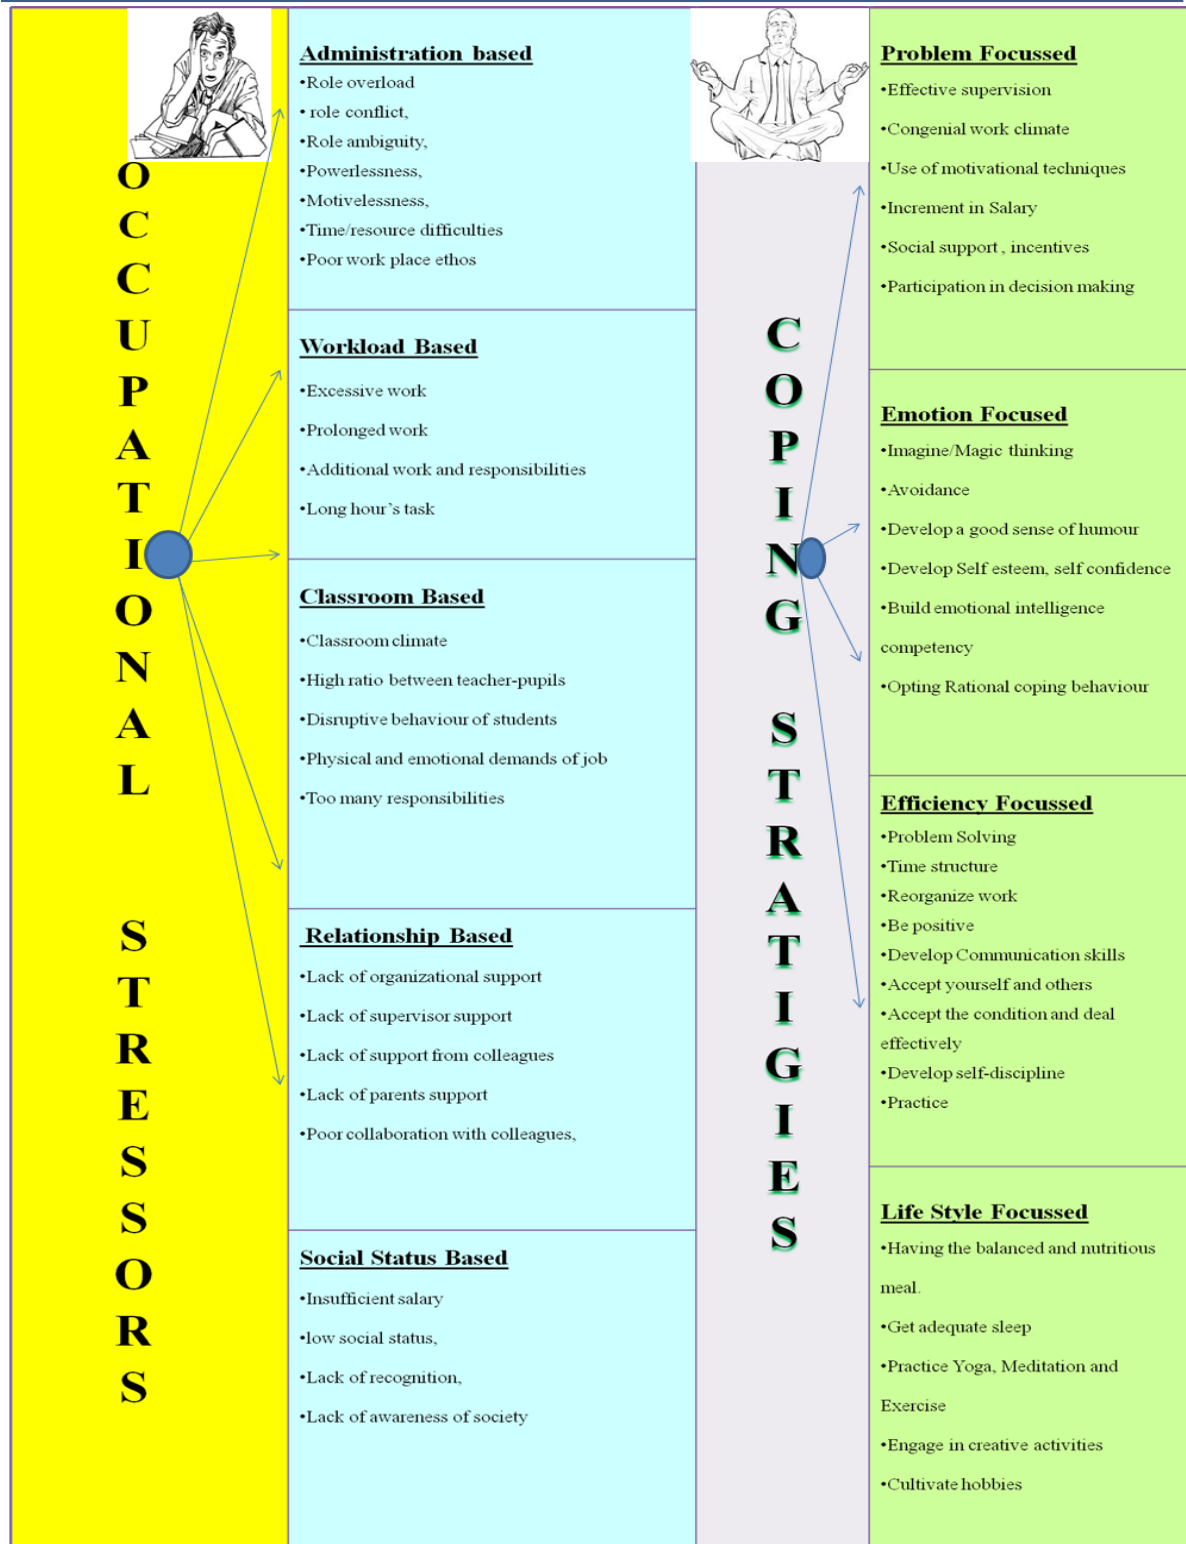 OCCUPATIONAL STRESSORS
Administration based
•Role overload
• role conflict,
•Role ambiguity,
•Powerlessness,
•Motivelessness,
•Time/resource difficulties
•Poor work place ethos
Workload Based
•Excessive work
•Prolonged work
•Additional work and responsibilities
•Long hour’s task
Classroom Based
•Classroom climate
•High ratio between teacher-pupils
•Disruptive behaviour of students
•Physical and emotional demands of job
•Too many responsibilities
Relationship Based
•Lack of organizational support
•Lack of supervisor support
•Lack of support from colleagues
•Lack of parents support
•Poor collaboration with colleagues,
Social Status Based
•Insufficient salary
•low social status,
•Lack of recognition,
•Lack of awareness of society
COPING STRATIGIES
Problem Focussed
•Effective supervision
•Congenial work climate
•Use of motivational techniques
•Increment in Salary
•Social support , incentives
•Participation in decision making
Emotion Focused
•Imagine/Magic thinking
•Avoidance
•Develop a good sense of humour
•Develop Self esteem, self confidence
•Build emotional intelligence
competency
•Opting Rational coping behaviour
Efficiency Focussed
•Problem Solving
•Time structure
•Reorganize work
•Be positive
•Develop Communication skills
•Accept yourself and others
•Accept the condition and deal
effectively
•Develop self-discipline
•Practice
Life Style Focussed
•Having the balanced and nutritious
meal.
•Get adequate sleep
•Practice Yoga, Meditation and
Exercise
•Engage in creative activities
•Cultivate hobbies